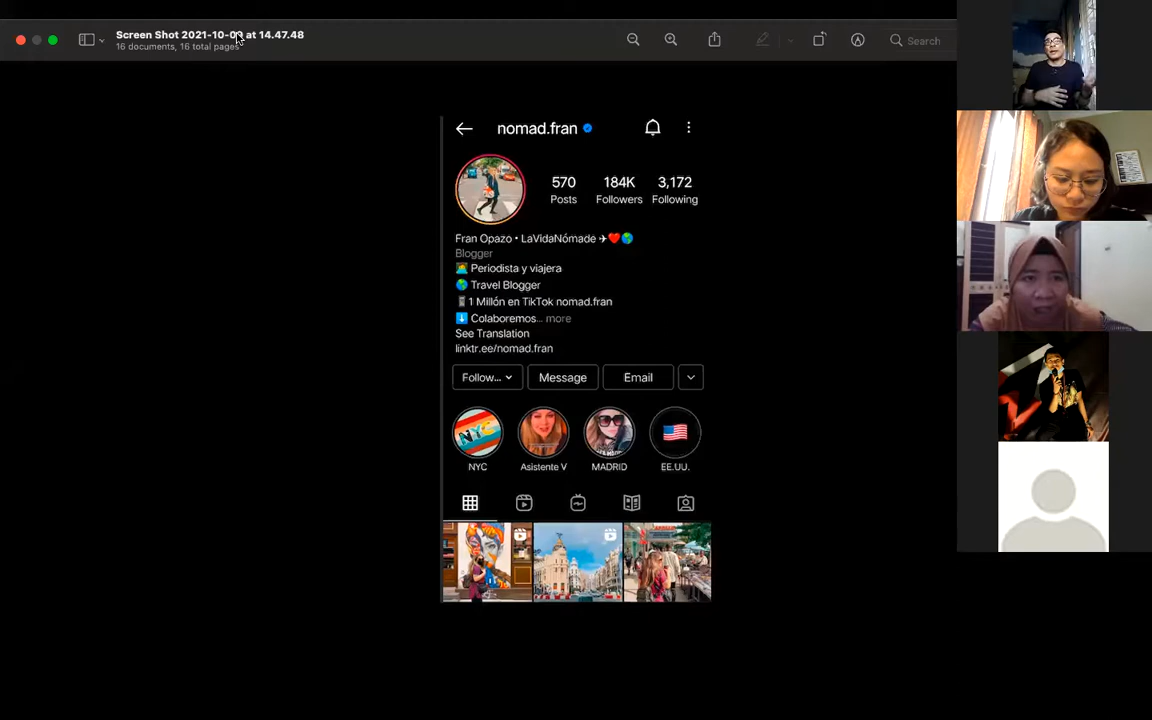 Screen Shot 2021-10-0 at 14.47.48
16 documents, 16 total pages
Search
nomad.fran
570 184K 3,172
Posts Followers Following
Fran Opazo • LaVidaNómade ✈❤️🌎
Blogger
👩‍💻 Periodista y viajera
🌎 Travel Blogger
📱1 Millón en TikTok nomad.fran
⬇️ Colaboremos... more
See Translation
linktr.ee/nomad.fran
Follow... Message Email
NYC
NYC Asistente V MADRID EE.UU.